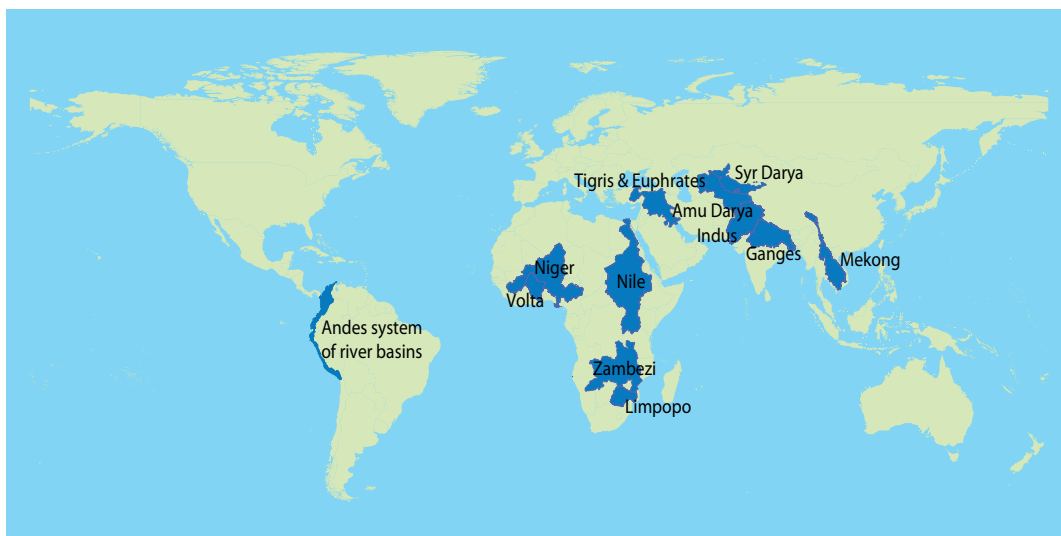 Syr Darya
Tigris & Euphrates
Amu Darya
Indus
Ganges
Mekong
Niger
Nile
Volta
Andes system
of river basins
Zambezi
Limpopo